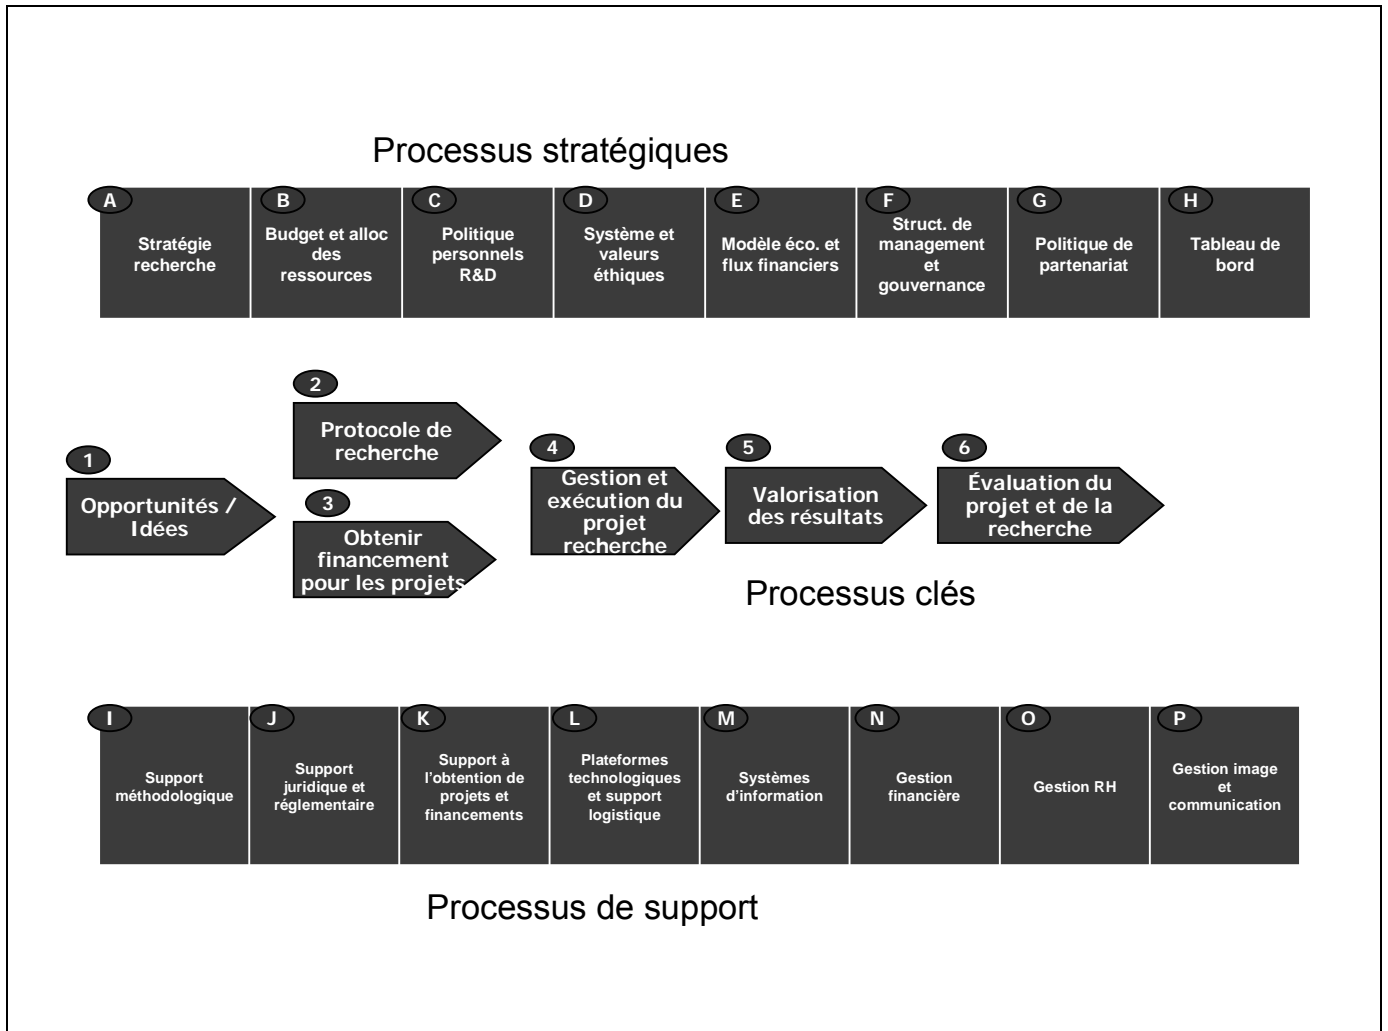 Processus stratégiques
A
Stratégie
recherche
B
Budget et alloc
des
ressources
C
Politique
personnels
R&D
D
Système et
valeurs
éthiques
E
Modèle éco. et
flux financiers
F
Struct. de
management
et
gouvernance
G
Politique de
partenariat
H
Tableau de
bord
1
Opportunités /
Idées
2
Protocole de
recherche
3
Obtenir
financement
pour les projets
4
Gestion et
exécution du
projet
recherche
5
Valorisation
des résultats
6
Évaluation du
projet et de la
recherche
Processus clés
I
Support
méthodologique
J
Support
juridique et
réglementaire
K
Support à
l'obtention de
projets et
financements
L
Plateformes
technologiques
et support
logistique
M
Systèmes
d'information
N
Gestion
financière
O
Gestion RH
P
Gestion image
et
communication
Processus de support